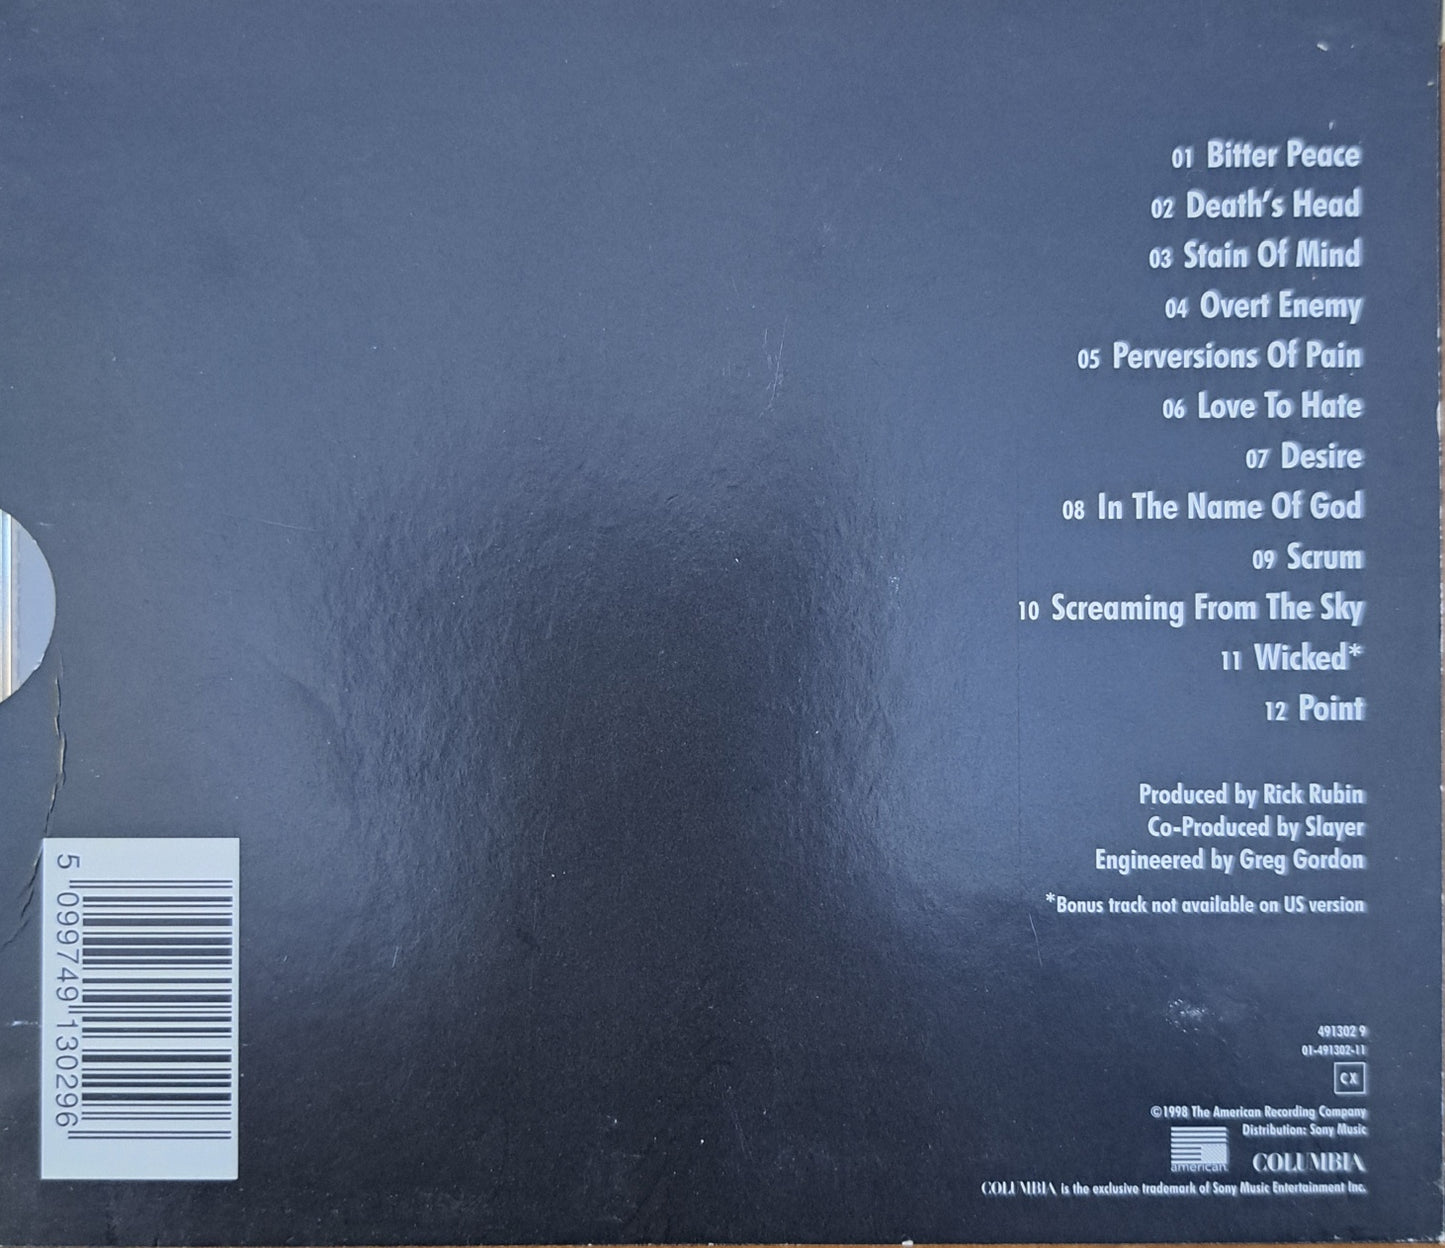 01 Bitter Peace
02 Death's Head
03 Stain Of Mind
04 Overt Enemy
05 Perversions Of Pain
06 Love To Hate
07 Desire
08 In The Name Of God
09 Scrum
10 Screaming From The Sky
11 Wicked*
12 Point
Produced by Rick Rubin
Co-Produced by Slayer
Engineered by Greg Gordon
*Bonus track not available on US version
5 099749 130296
491302 9
01-491302-11
CX
©1998 The American Recording Company
Distribution: Sony Music
american COLUMBIA
COLUMBIA is the exclusive trademark of Sony Music Entertainment Inc.